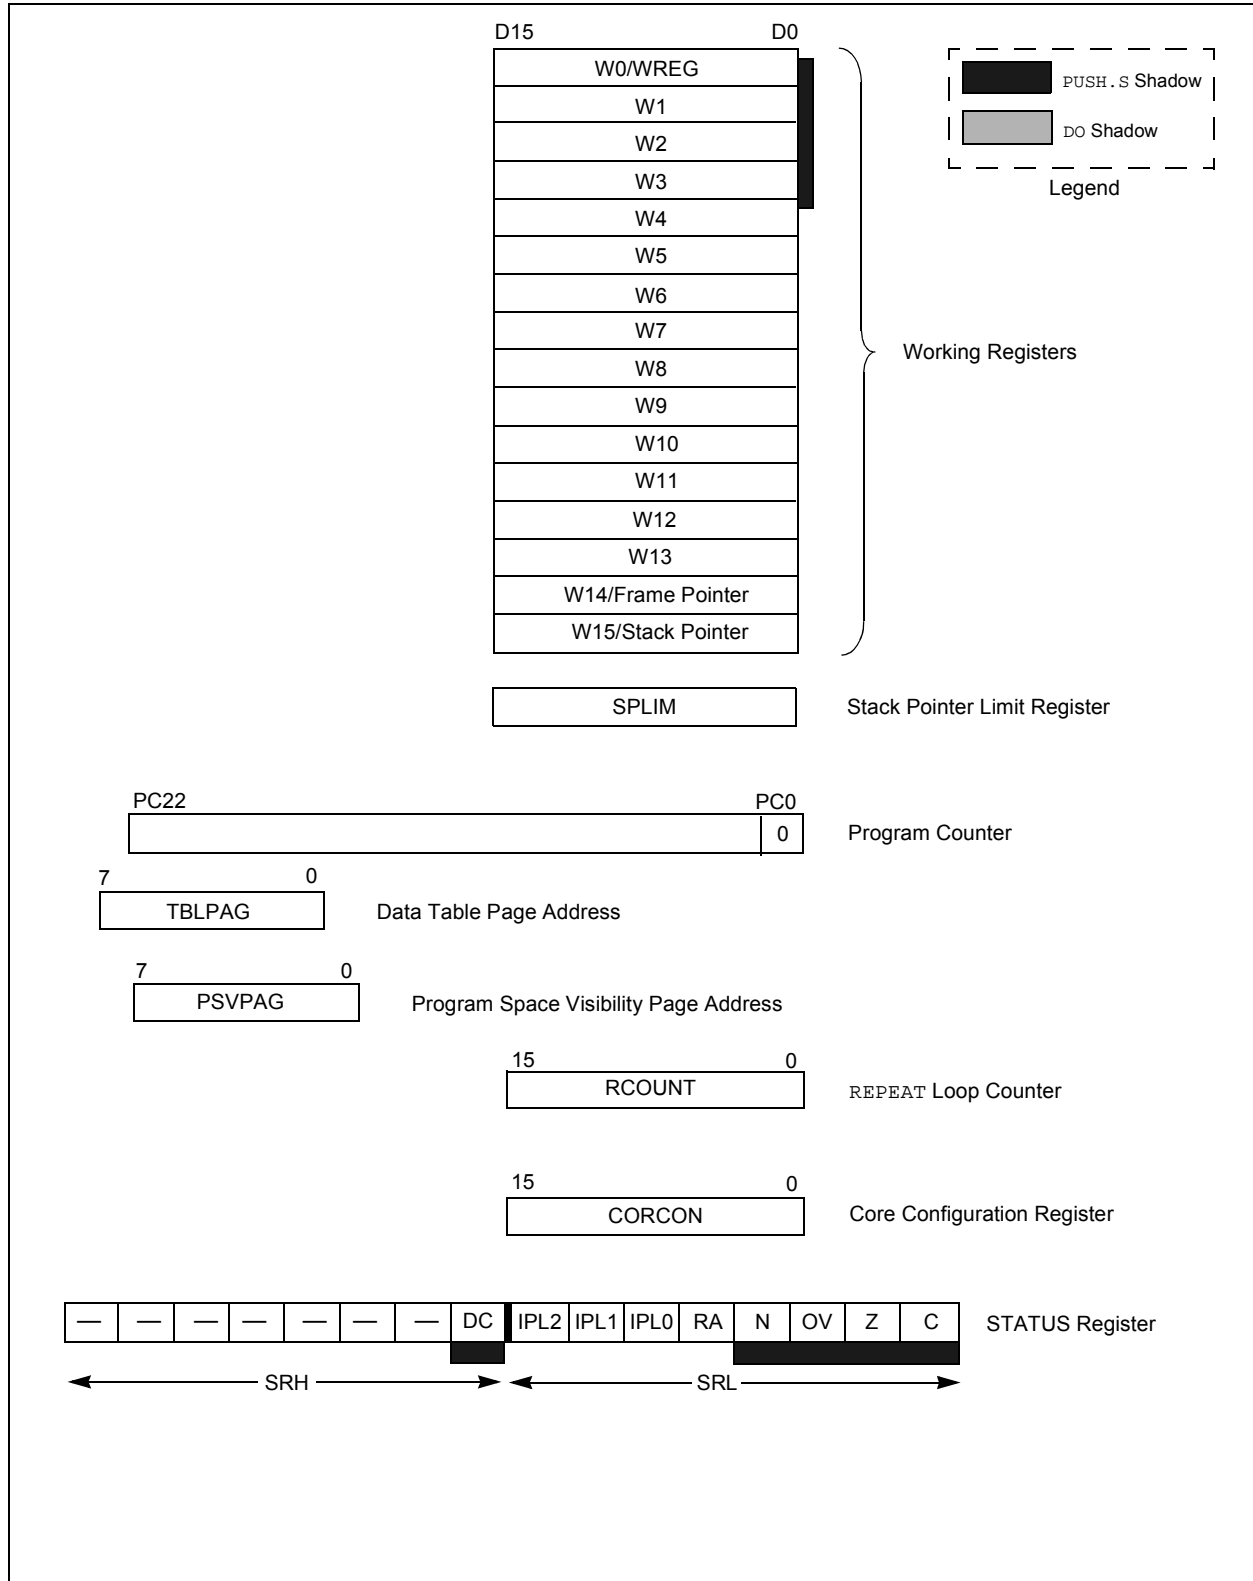 D15 D0
W0/WREG
W1
W2
W3
W4
W5
W6
W7
W8
W9
W10
W11
W12
W13
W14/Frame Pointer
W15/Stack Pointer
PUSH.S Shadow
DO Shadow
Legend
Working Registers
SPLIM Stack Pointer Limit Register
PC22 PC0
0 Program Counter
7 0
TBLPAG Data Table Page Address
7 0
PSVPAG Program Space Visibility Page Address
15 0
RCOUNT REPEAT Loop Counter
15 0
CORCON Core Configuration Register
— — — — — — — DC IPL2 IPL1 IPL0 RA N OV Z C STATUS Register
SRH SRL